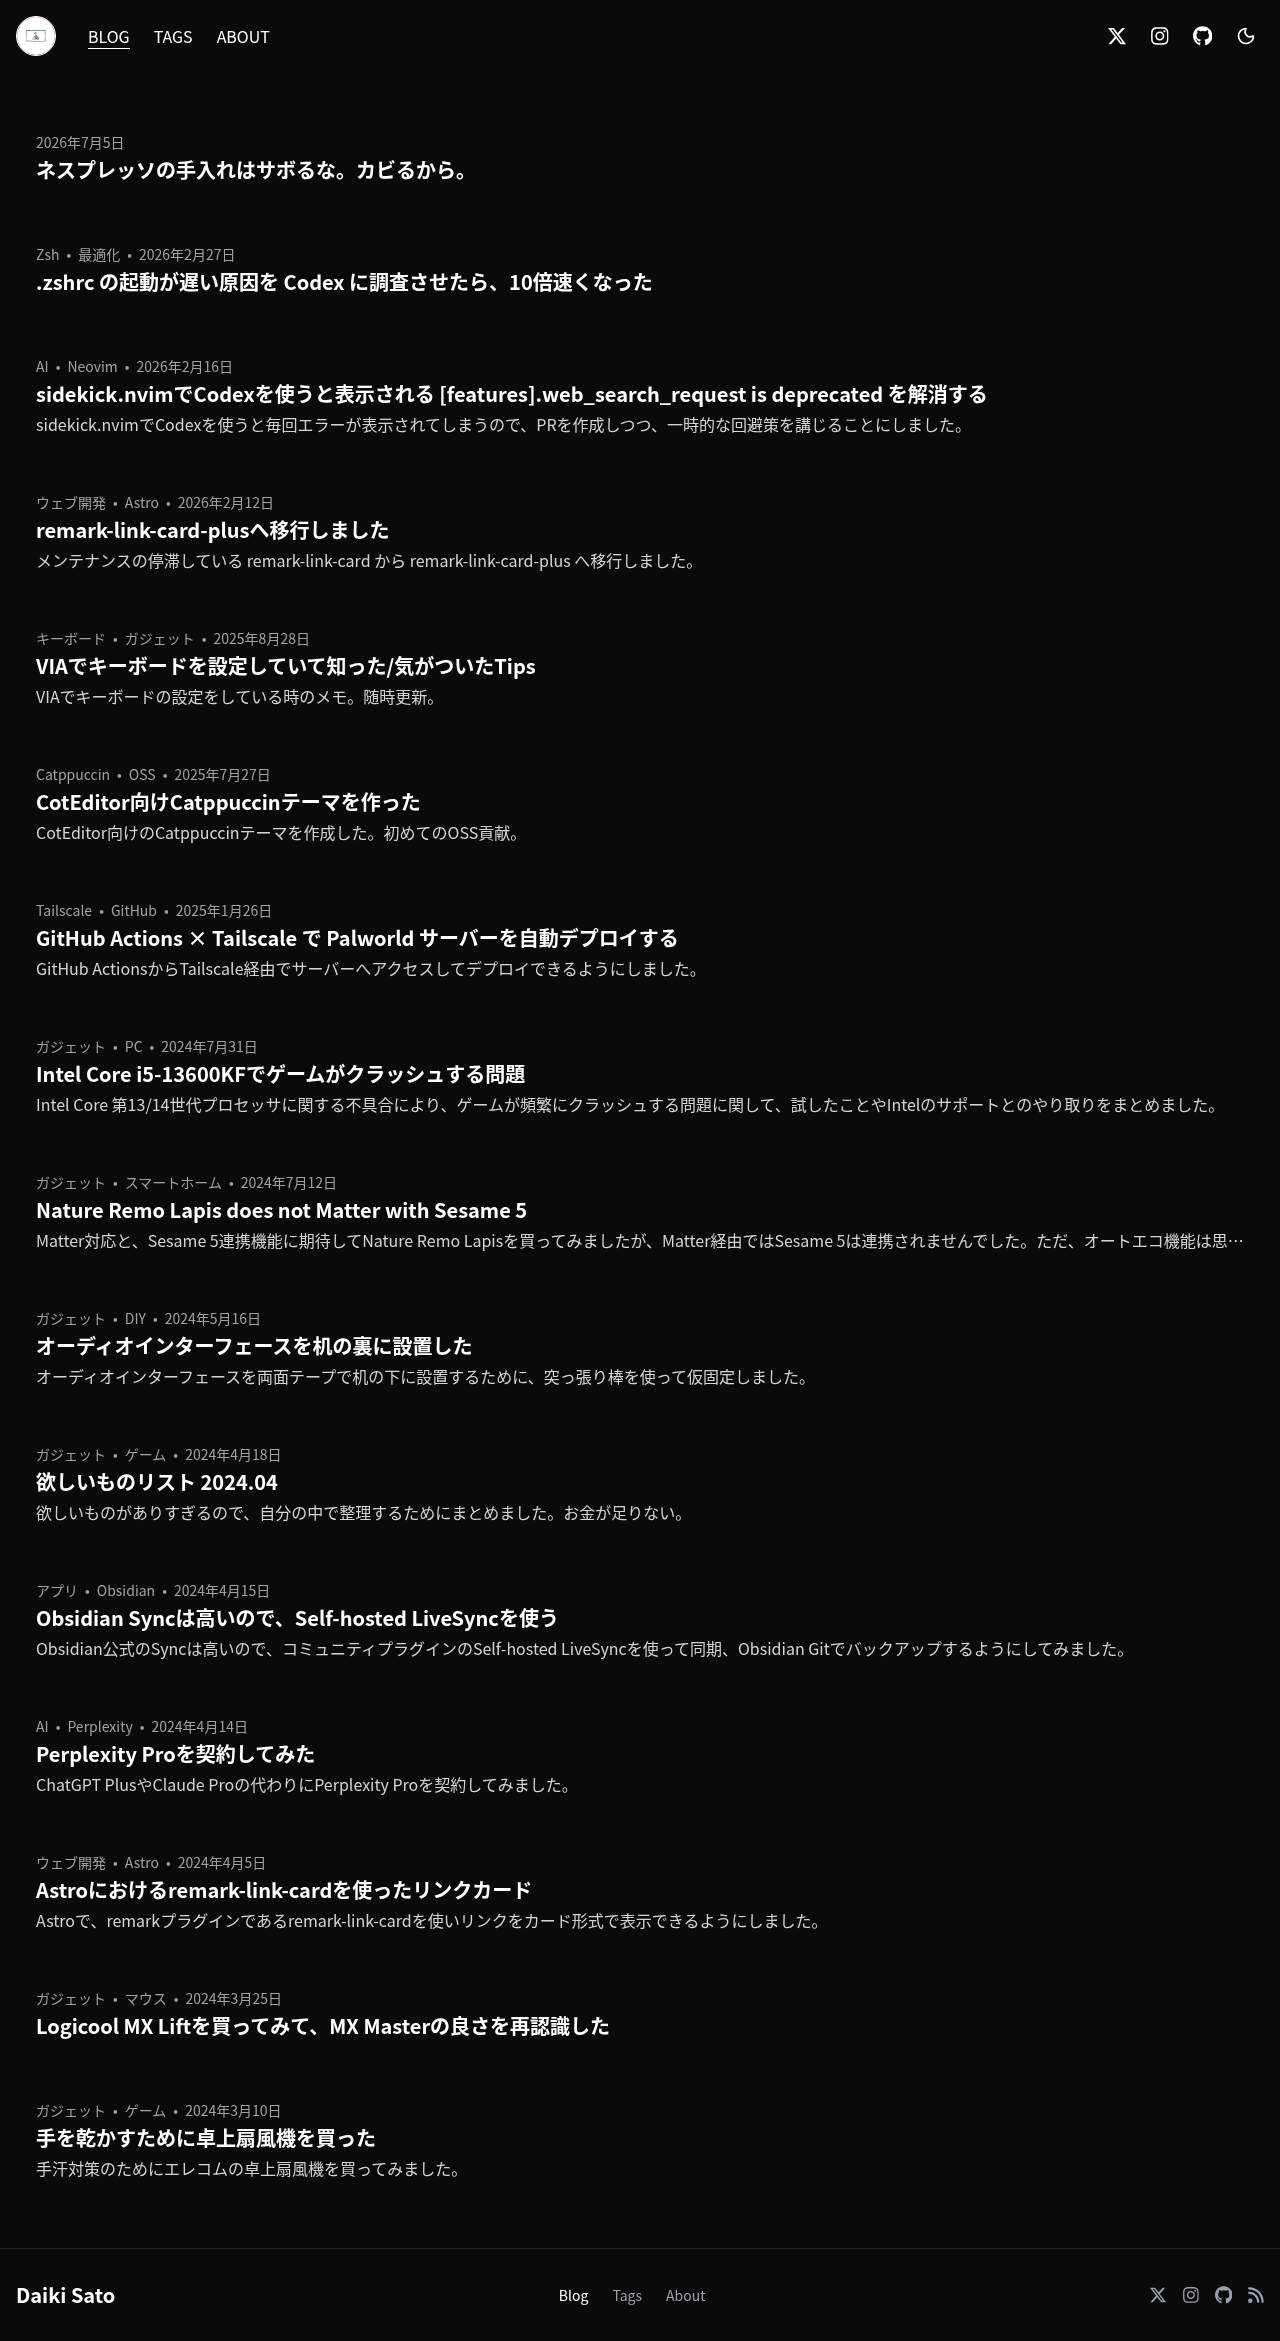 BLOG TAGS ABOUT
2026年7月5日
ネスプレッソの手入れはサボるな。カビるから。
Zsh • 最適化 • 2026年2月27日
.zshrc の起動が遅い原因を Codex に調査させたら、10倍速くなった
AI • Neovim • 2026年2月16日
sidekick.nvimでCodexを使うと表示される [features].web_search_request is deprecated を解消する
sidekick.nvimでCodexを使うと毎回エラーが表示されてしまうので、PRを作成しつつ、一時的な回避策を講じることにしました。
ウェブ開発 • Astro • 2026年2月12日
remark-link-card-plusへ移行しました
メンテナンスの停滞している remark-link-card から remark-link-card-plus へ移行しました。
キーボード • ガジェット • 2025年8月28日
VIAでキーボードを設定していて知った/気がついたTips
VIAでキーボードの設定をしている時のメモ。随時更新。
Catppuccin • OSS • 2025年7月27日
CotEditor向けCatppuccinテーマを作った
CotEditor向けのCatppuccinテーマを作成した。初めてのOSS貢献。
Tailscale • GitHub • 2025年1月26日
GitHub Actions × Tailscale で Palworld サーバーを自動デプロイする
GitHub ActionsからTailscale経由でサーバーへアクセスしてデプロイできるようにしました。
ガジェット • PC • 2024年7月31日
Intel Core i5-13600KFでゲームがクラッシュする問題
Intel Core 第13/14世代プロセッサに関する不具合により、ゲームが頻繁にクラッシュする問題に関して、試したことやIntelのサポートとのやり取りをまとめました。
ガジェット • スマートホーム • 2024年7月12日
Nature Remo Lapis does not Matter with Sesame 5
Matter対応と、Sesame 5連携機能に期待してNature Remo Lapisを買ってみましたが、Matter経由ではSesame 5は連携されませんでした。ただ、オートエコ機能は思…
ガジェット • DIY • 2024年5月16日
オーディオインターフェースを机の裏に設置した
オーディオインターフェースを両面テープで机の下に設置するために、突っ張り棒を使って仮固定しました。
ガジェット • ゲーム • 2024年4月18日
欲しいものリスト 2024.04
欲しいものがありすぎるので、自分の中で整理するためにまとめました。お金が足りない。
アプリ • Obsidian • 2024年4月15日
Obsidian Syncは高いので、Self-hosted LiveSyncを使う
Obsidian公式のSyncは高いので、コミュニティプラグインのSelf-hosted LiveSyncを使って同期、Obsidian Gitでバックアップするようにしてみました。
AI • Perplexity • 2024年4月14日
Perplexity Proを契約してみた
ChatGPT PlusやClaude Proの代わりにPerplexity Proを契約してみました。
ウェブ開発 • Astro • 2024年4月5日
Astroにおけるremark-link-cardを使ったリンクカード
Astroで、remarkプラグインであるremark-link-cardを使いリンクをカード形式で表示できるようにしました。
ガジェット • マウス • 2024年3月25日
Logicool MX Liftを買ってみて、MX Masterの良さを再認識した
ガジェット • ゲーム • 2024年3月10日
手を乾かすために卓上扇風機を買った
手汗対策のためにエレコムの卓上扇風機を買ってみました。
Daiki Sato Blog Tags About